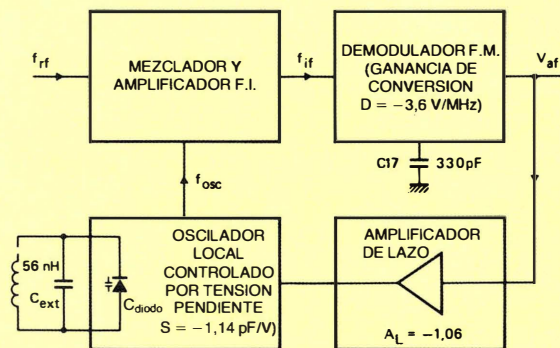 f_rf
MEZCLADOR Y
AMPLIFICADOR F.I.
f_if
DEMODULADOR F.M.
(GANANCIA DE
CONVERSION
D = −3,6 V/MHz)
V_af
C17
330pF
f_osc
56 nH
C_ext
C_diodo
OSCILADOR
LOCAL
CONTROLADO
POR TENSION
PENDIENTE
S = −1,14 pF/V)
AMPLIFICADOR
DE LAZO
A_L = −1,06